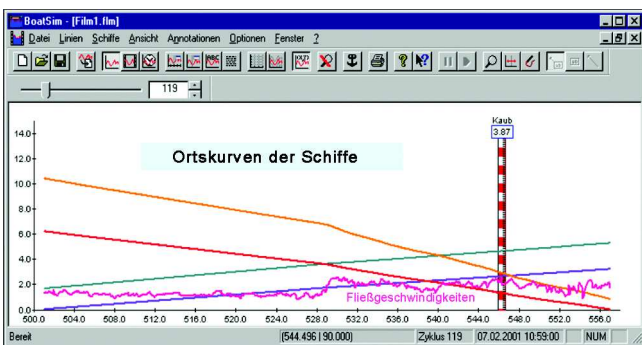 BoatSim - [Film1.flm]
Datei Linien Schiffe Ansicht Annotationen Optionen Fenster ?
119
Kaub
3.87
Ortskurven der Schiffe
14.0
12.0
10.0
8.0
6.0
4.0
2.0
0.0
Fließgeschwindigkeiten
500.0 504.0 508.0 512.0 516.0 520.0 524.0 528.0 532.0 536.0 540.0 544.0 548.0 552.0 556.0
Bereit (544.496 | 90.000) Zyklus 119 07.02.2001 10:59:00 NUM